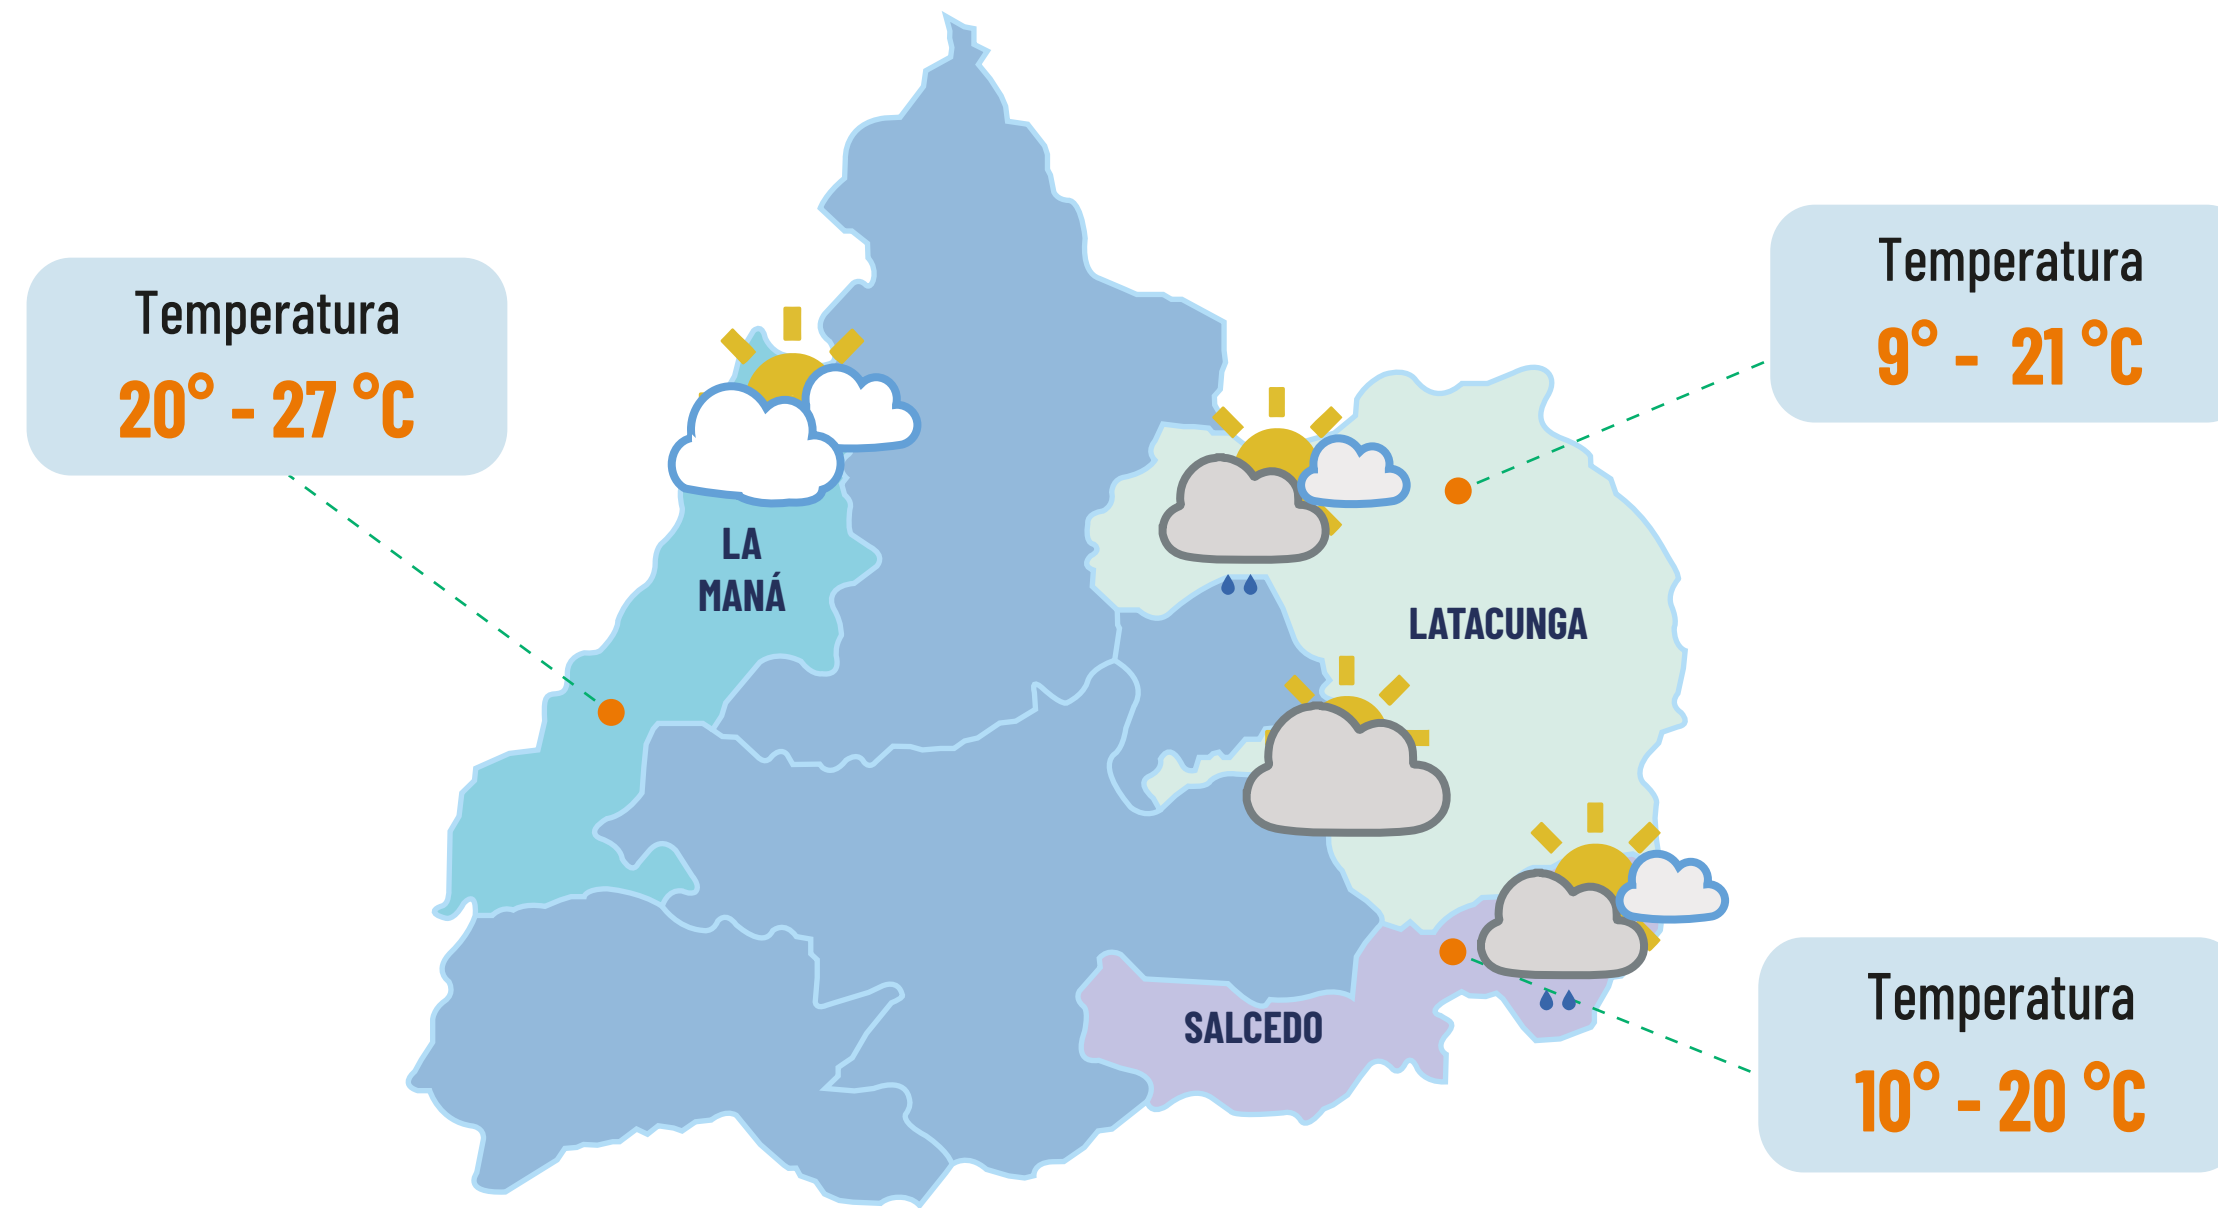 Temperatura
20° - 27 °C
Temperatura
9° - 21 °C
LA
MANÁ
LATACUNGA
SALCEDO
Temperatura
10° - 20 °C